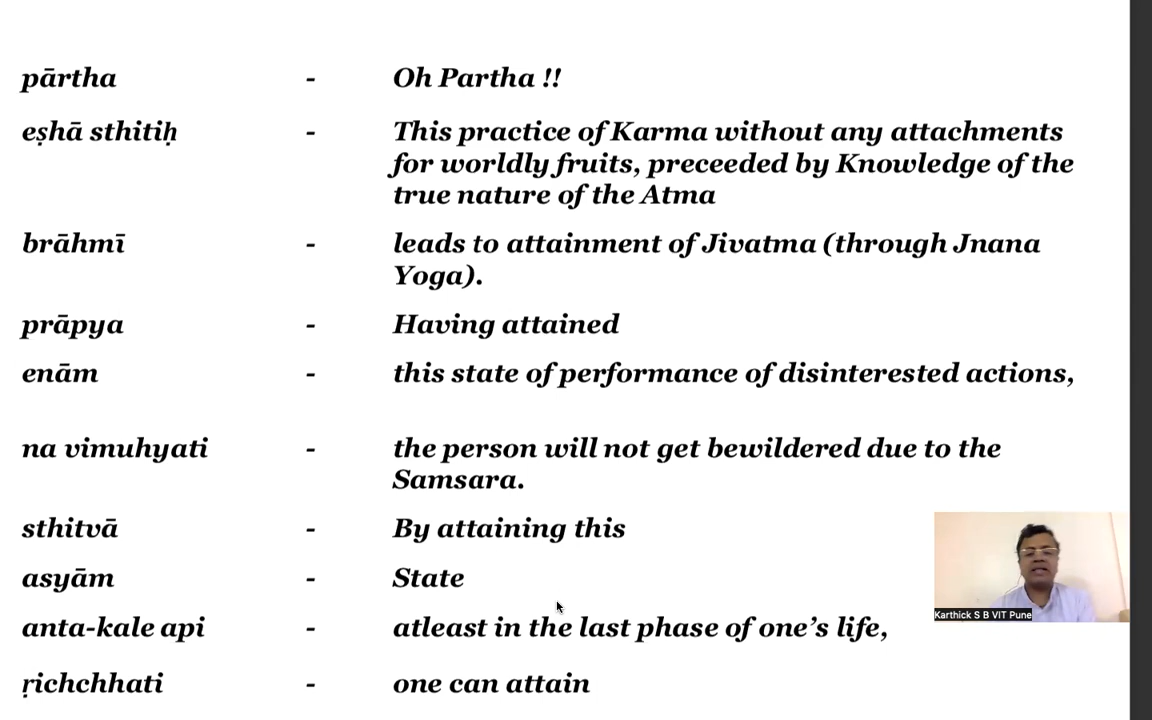 pārtha - Oh Partha !!
eṣhā sthitiḥ - This practice of Karma without any attachments
for worldly fruits, preceeded by Knowledge of the
true nature of the Atma
brāhmī - leads to attainment of Jivatma (through Jnana
Yoga).
prāpya - Having attained
enām - this state of performance of disinterested actions,
na vimuhyati - the person will not get bewildered due to the
Samsara.
sthitvā - By attaining this
asyām - State
Karthick S B VIT Pune
anta-kale api - atleast in the last phase of one’s life,
ṛichchhati - one can attain